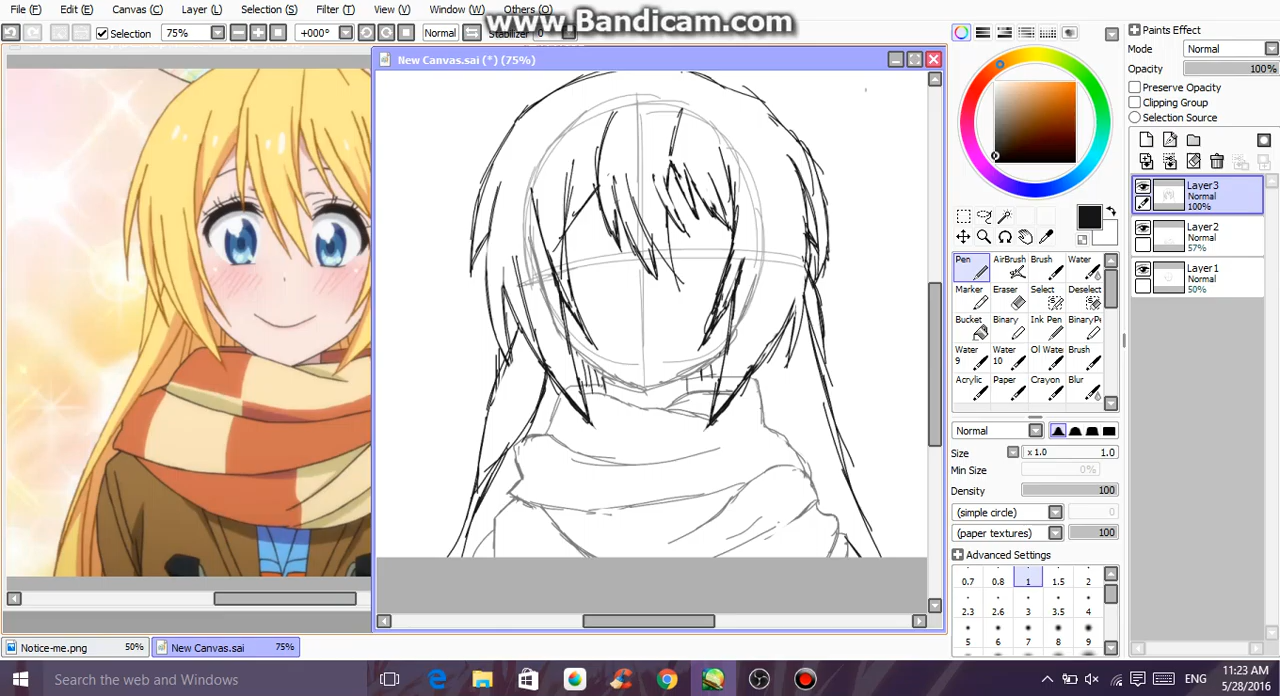 File (F) Edit (E) Canvas (C) Layer (L) Selection (S) Filter (T) View (V) Window (W) Others (O)
www.Bandicam.com
Selection 75% +000° Normal Stabilizer 0
New Canvas.sai (*) (75%)
Paints Effect
Mode Normal
Opacity 100%
Preserve Opacity
Clipping Group
Selection Source
Layer3
Normal
100%
Layer2
Normal
57%
Layer1
Normal
50%
Pen AirBrush Brush Water
Marker Eraser Select Deselect
Bucket Binary Ink Pen BinaryPe
Water 9 Water 10 Ol Wate Brush
Acrylic Paper Crayon Blur
Normal
Size x 1.0 1.0
Min Size 0%
Density 100
(simple circle) 0
(paper textures) 100
Advanced Settings
0.7 0.8 1 1.5 2
2.3 2.6 3 3.5 4
5 6 7 8 9
Notice-me.png 50% New Canvas.sai 75%
Search the web and Windows
ENG
11:23 AM
5/28/2016